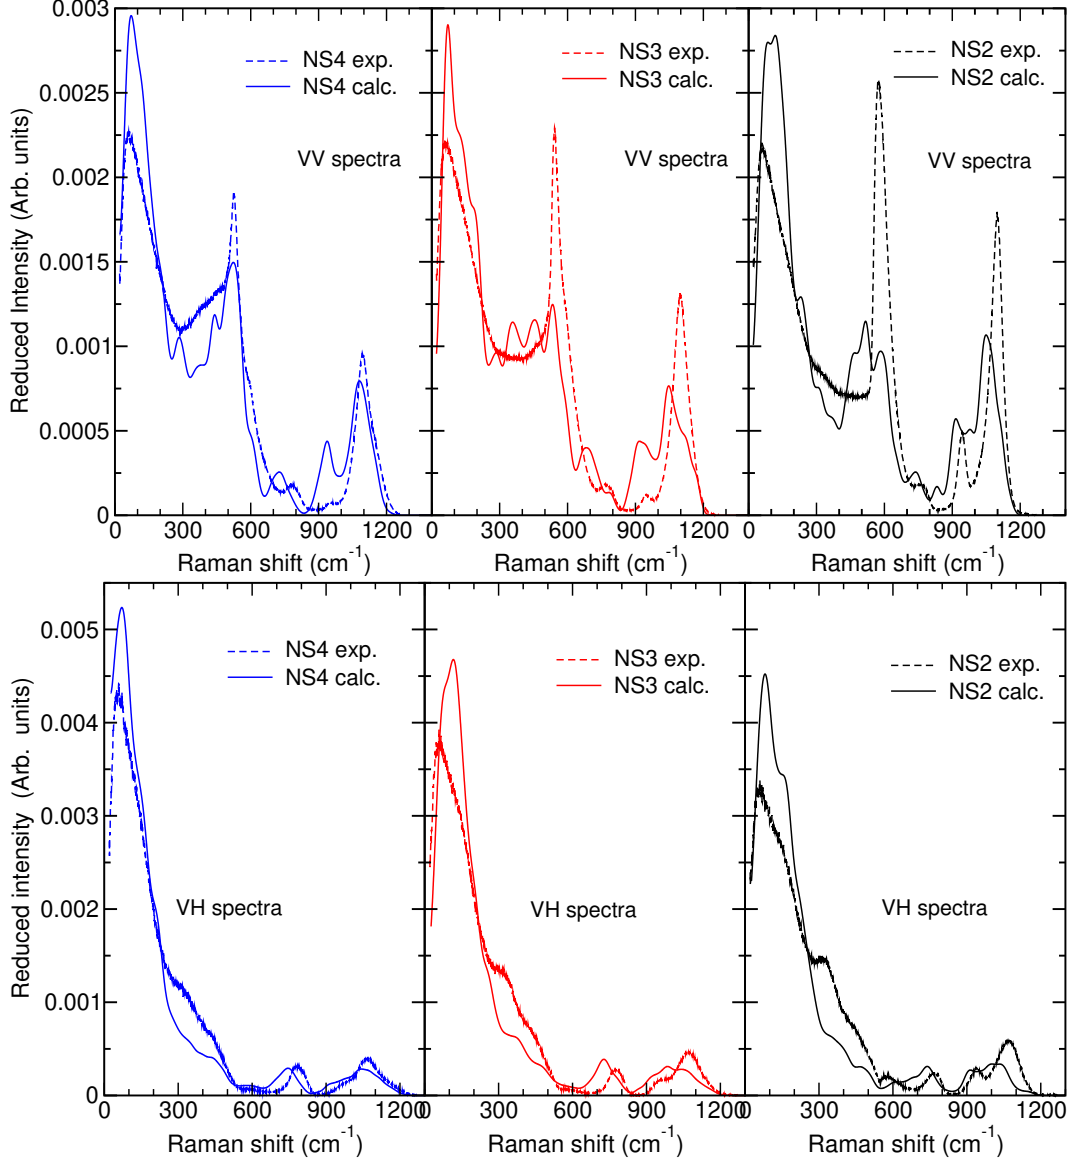 0.003
0.0025
0.002
0.0015
0.001
0.0005
0
Reduced Intensity (Arb. units)
NS4 exp.
NS4 calc.
VV spectra
NS3 exp.
NS3 calc.
VV spectra
NS2 exp.
NS2 calc.
VV spectra
0 300 600 900 1200
0 300 600 900 1200
0 300 600 900 1200
Raman shift (cm-1)
Raman shift (cm-1)
Raman shift (cm-1)
0.005
0.004
0.003
0.002
0.001
0
Reduced intensity (Arb. units)
NS4 exp.
NS4 calc.
VH spectra
NS3 exp.
NS3 calc.
VH spectra
NS2 exp.
NS2 calc.
VH spectra
300 600 900 1200
0 300 600 900 1200
0 300 600 900 1200
Raman shift (cm-1)
Raman shift (cm-1)
Raman shift (cm-1)